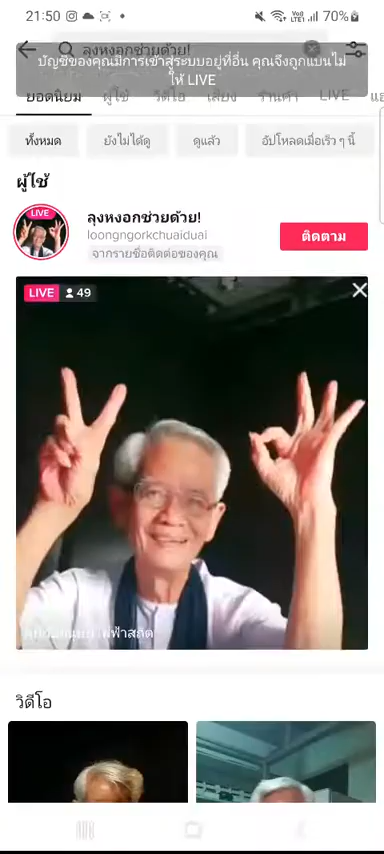 21:50
70%
ลุงหงอกช่วยด้วย!
บัญชีของคุณมีการเข้าสู่ระบบอยู่ที่อื่น คุณจึงถูกแบนไม่
ให้ LIVE
ยอดนิยม ผู้ใช้ วิดีโอ เสียง ร้านค้า LIVE
ทั้งหมด ยังไม่ได้ดู ดูแล้ว อัปโหลดเมื่อเร็ว ๆ นี้
ผู้ใช้
LIVE
ลุงหงอกช่วยด้วย!
loongngorkchuaiduai
จากรายชื่อติดต่อของคุณ
ติดตาม
LIVE 49
วิดีโอ